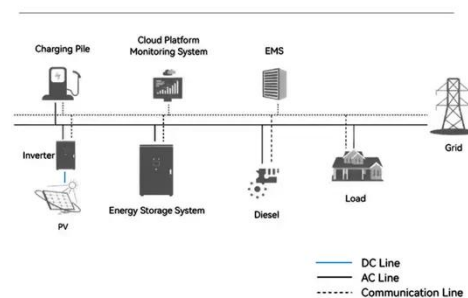 Charging Pile
Cloud Platform
Monitoring System
EMS
Grid
Inverter
PV
Energy Storage System
Diesel
Load
DC Line
AC Line
Communication Line